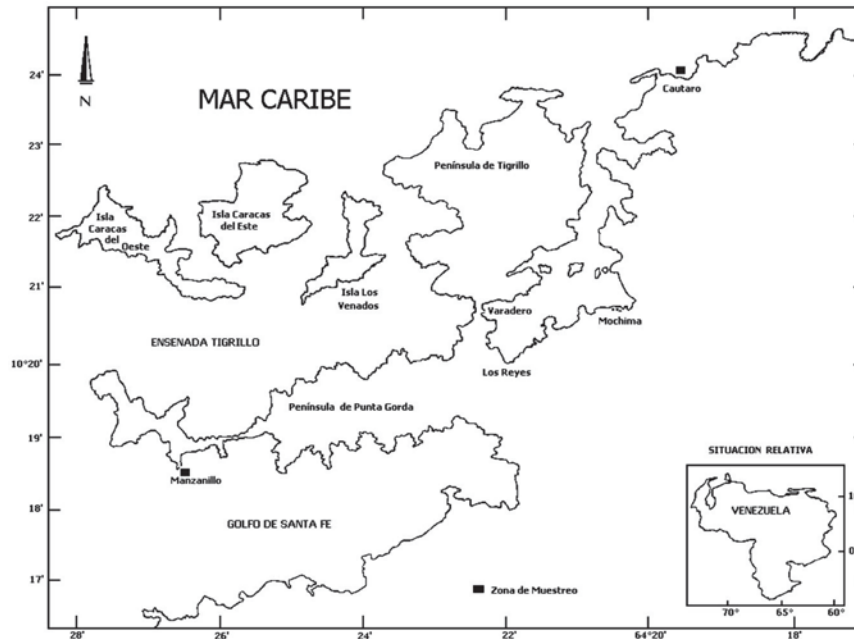 24'
23'
22'
21'
10°20'
19'
18'
17'
N
MAR CARIBE
Cautaro
Península de Tigrillo
Isla
Caracas
del
Oeste
Isla Caracas
del Este
Isla Los
Venados
Varadero
Mochima
ENSENADA TIGRILLO
Los Reyes
Península de Punta Gorda
Manzanillo
GOLFO DE SANTA FE
Zona de Muestreo
SITUACION RELATIVA
VENEZUELA
1
0
70°
65°
60°
28'
26'
24'
22'
64°20'
18'